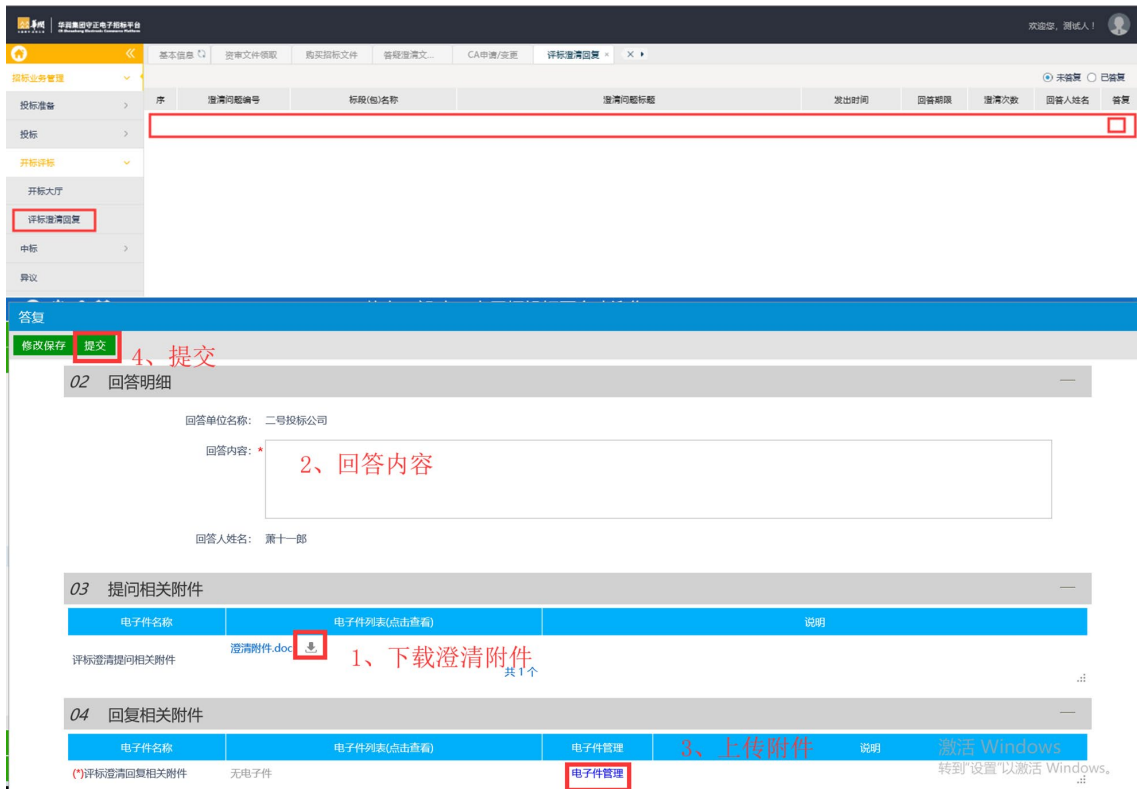 华润 华润集团守正电子招标平台
欢迎您，测试人！
基本信息 资审文件领取 购买招标文件 答疑澄清文... CA申请/变更 评标澄清回复 × × ▸
招标业务管理
未答复 已答复
投标准备
序 澄清问题编号 标段(包)名称 澄清问题标题 发出时间 回答期限 澄清次数 回答人姓名 答复
投标
开标评标
开标大厅
评标澄清回复
中标
异议
答复
修改保存 提交
4、提交
02 回答明细
回答单位名称： 二号投标公司
回答内容： *
2、回答内容
回答人姓名： 萧十一郎
03 提问相关附件
电子件名称 电子件列表(点击查看) 说明
评标澄清提问相关附件 澄清附件.doc
1、下载澄清附件
共 1 个
04 回复相关附件
电子件名称 电子件列表(点击查看) 电子件管理 说明
3、上传附件
激活 Windows
(*)评标澄清回复相关附件 无电子件 电子件管理
转到"设置"以激活 Windows。